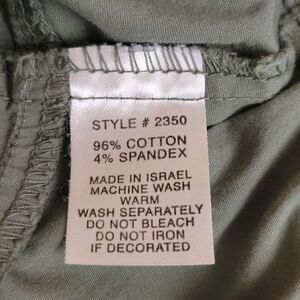 STYLE # 2350
96% COTTON
4% SPANDEX
MADE IN ISRAEL
MACHINE WASH
WARM
WASH SEPARATELY
DO NOT BLEACH
DO NOT IRON
IF DECORATED